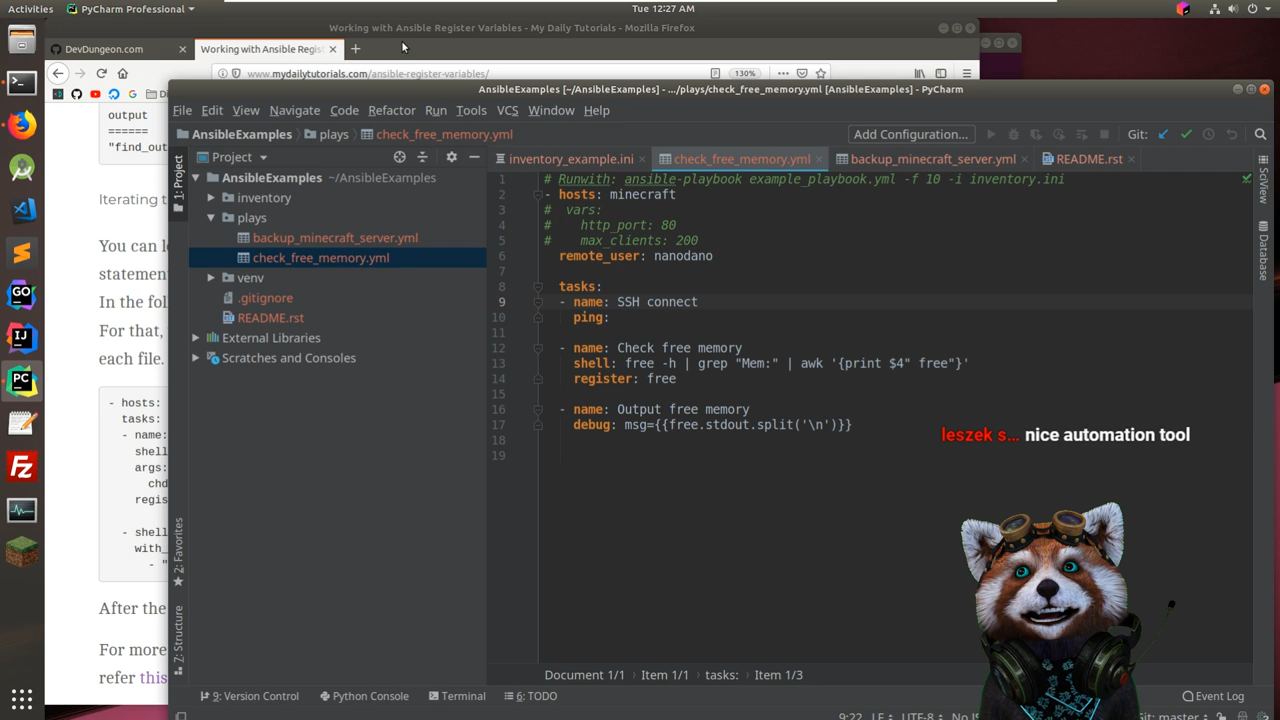 Activities
PyCharm Professional
Tue 12:27 AM
Working with Ansible Register Variables - My Daily Tutorials - Mozilla Firefox
DevDungeon.com
Working with Ansible Regist
www.mydailytutorials.com/ansible-register-variables/
130%
output
======
"find_out
Iterating t
You can l
statemen
In the fol
For that,
each file.
- hosts:
tasks:
- name:
shell
args:
chd
regis
- shell
with_
- "
After the
For more
refer this
AnsibleExamples [~/AnsibleExamples] - .../plays/check_free_memory.yml [AnsibleExamples] - PyCharm
File Edit View Navigate Code Refactor Run Tools VCS Window Help
AnsibleExamples plays check_free_memory.yml
Add Configuration...
Git:
1: Project
Project
AnsibleExamples ~/AnsibleExamples
inventory
plays
backup_minecraft_server.yml
check_free_memory.yml
venv
.gitignore
README.rst
External Libraries
Scratches and Consoles
2: Favorites
7: Structure
inventory_example.ini
check_free_memory.yml
backup_minecraft_server.yml
README.rst
1 # Runwith: ansible-playbook example_playbook.yml -f 10 -i inventory.ini
2 - hosts: minecraft
3 # vars:
4 # http_port: 80
5 # max_clients: 200
6 remote_user: nanodano
7
8 tasks:
9 - name: SSH connect
10 ping:
11
12 - name: Check free memory
13 shell: free -h | grep "Mem:" | awk '{print $4" free"}'
14 register: free
15
16 - name: Output free memory
17 debug: msg={{free.stdout.split('\n')}}
18
19
SciView
Database
leszek s... nice automation tool
Document 1/1 Item 1/1 tasks: Item 1/3
9: Version Control
Python Console
Terminal
6: TODO
Event Log
9:22 LF UTF-8 Git: master